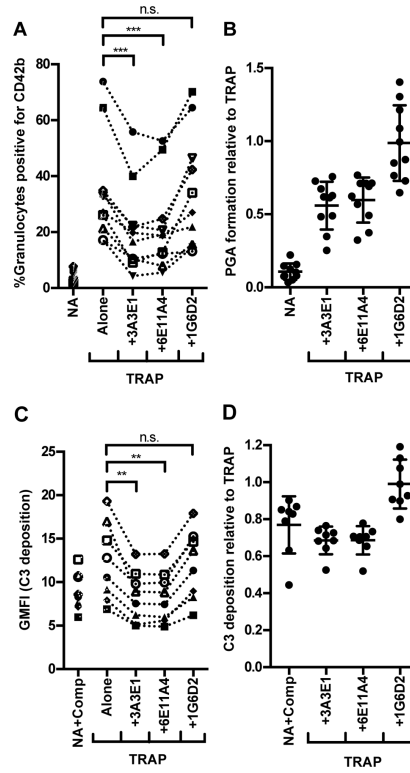 A
n.s.
***
***
%Granulocytes positive for CD42b
80
60
40
20
0
NA
Alone
+3A3E1
+6E11A4
+1G6D2
TRAP
B
PGA formation relative to TRAP
1.5
1.0
0.5
0.0
NA
+3A3E1
+6E11A4
+1G6D2
TRAP
C
n.s.
**
**
GMFI (C3 deposition)
25
20
15
10
5
0
NA+Comp
Alone
+3A3E1
+6E11A4
+1G6D2
TRAP
D
C3 deposition relative to TRAP
1.2
1.0
0.8
0.6
0.4
0.2
0.0
NA+Comp
+3A3E1
+6E11A4
+1G6D2
TRAP